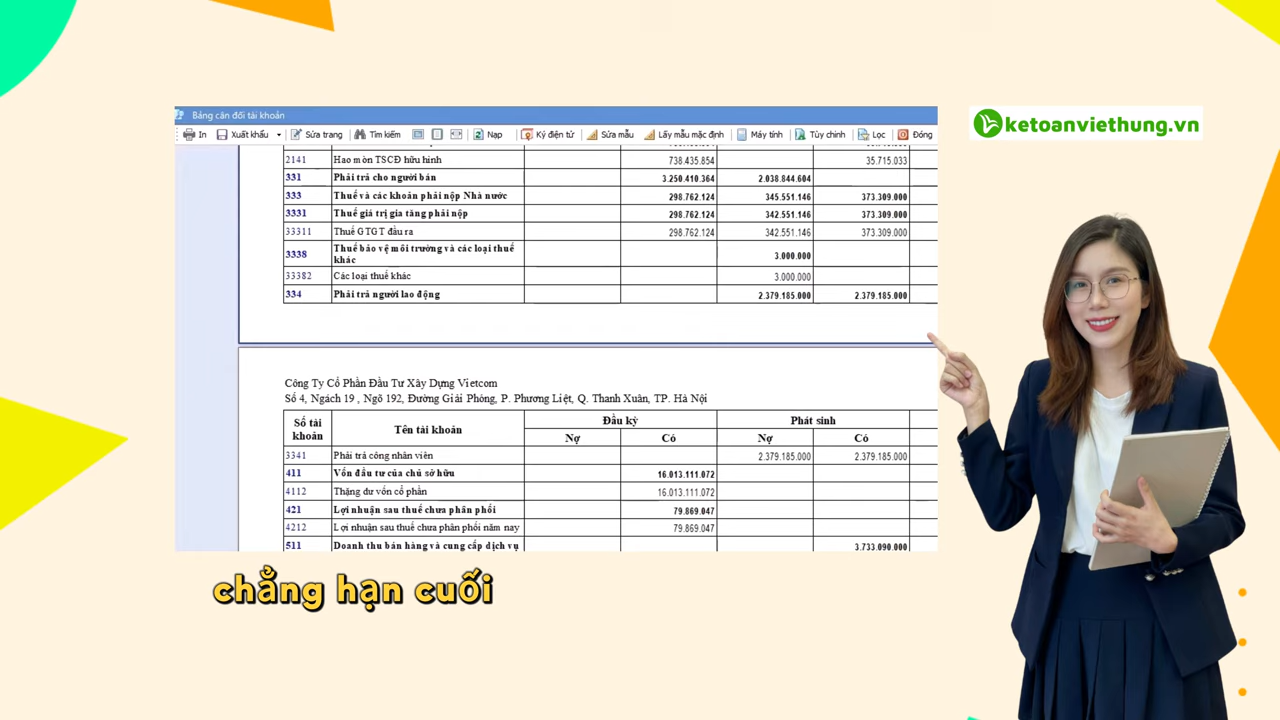 Bảng cân đối tài khoản
In Xuất khẩu Sửa trang Tìm kiếm Nạp Ký điện tử Sửa mẫu Lấy mẫu mặc định Máy tính Tùy chỉnh Lọc Đóng
ketoanviethung.vn
2141 Hao mòn TSCĐ hữu hình 738.435.854 35.715.033
331 Phải trả cho người bán 3.250.410.364 2.038.844.604
333 Thuế và các khoản phải nộp Nhà nước 298.762.124 345.551.146 373.309.000
3331 Thuế giá trị gia tăng phải nộp 298.762.124 342.551.146 373.309.000
33311 Thuế GTGT đầu ra 298.762.124 342.551.146 373.309.000
3338 Thuế bảo vệ môi trường và các loại thuế
khác 3.000.000
33382 Các loại thuế khác 3.000.000
334 Phải trả người lao động 2.379.185.000 2.379.185.000
Công Ty Cổ Phần Đầu Tư Xây Dựng Vietcom
Số 4, Ngách 19 , Ngõ 192, Đường Giải Phóng, P. Phương Liệt, Q. Thanh Xuân, TP. Hà Nội
Số tài
khoản Tên tài khoản Đầu kỳ Phát sinh
Nợ Có Nợ Có
3341 Phải trả công nhân viên 2.379.185.000 2.379.185.000
411 Vốn đầu tư của chủ sở hữu 16.013.111.072
4112 Thặng dư vốn cổ phần 16.013.111.072
421 Lợi nhuận sau thuế chưa phân phối 79.869.047
4212 Lợi nhuận sau thuế chưa phân phối năm nay 79.869.047
511 Doanh thu bán hàng và cung cấp dịch vụ 3.733.090.000
chẳng hạn cuối